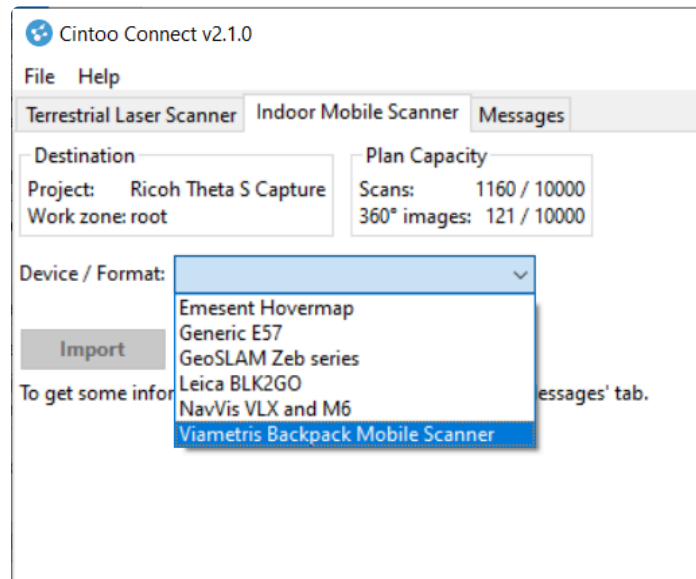 Cintoo Connect v2.1.0
File Help
Terrestrial Laser Scanner Indoor Mobile Scanner Messages
Destination Plan Capacity
Project: Ricoh Theta S Capture Scans: 1160 / 10000
Work zone: root 360° images: 121 / 10000
Device / Format:
Emesent Hovermap
Generic E57
Import GeoSLAM Zeb series
Leica BLK2GO
To get some essages' tab.
NavVis VLX and M6
Viametris Backpack Mobile Scanner